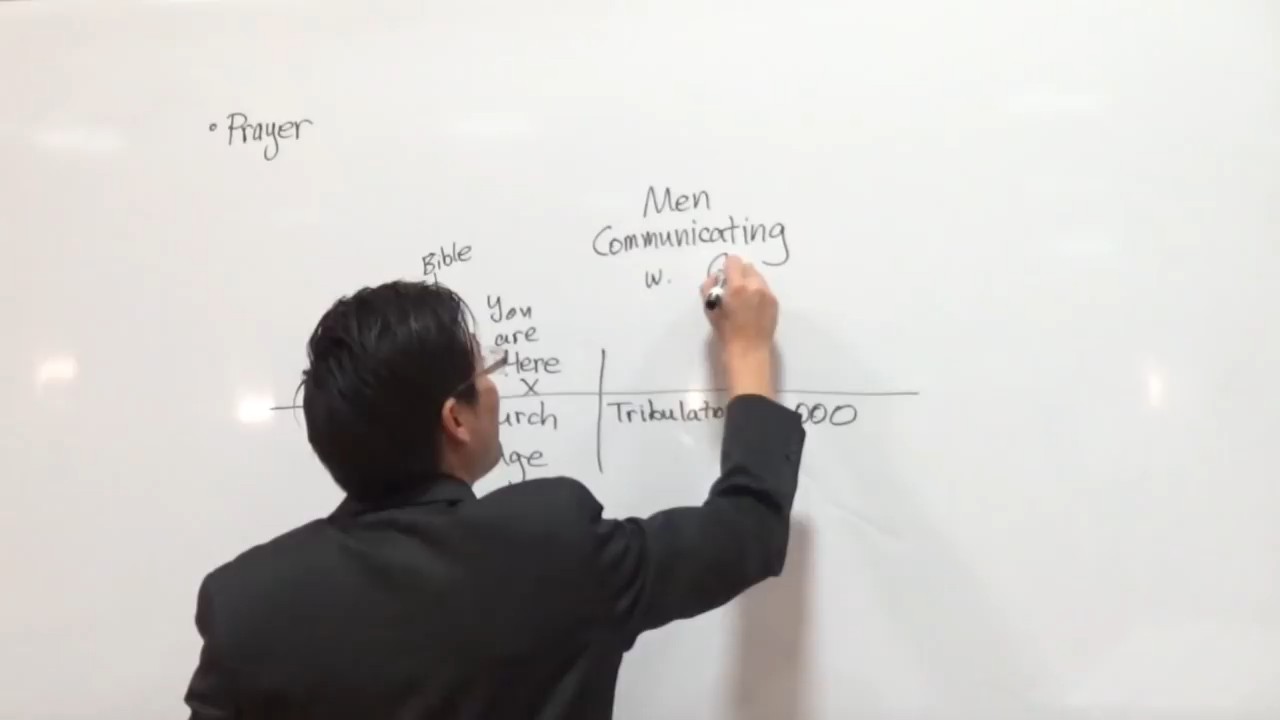 • Prayer
Men
Communicating
w.
Bible
You
are
Here
x
urch
Tribulatio
000
ge